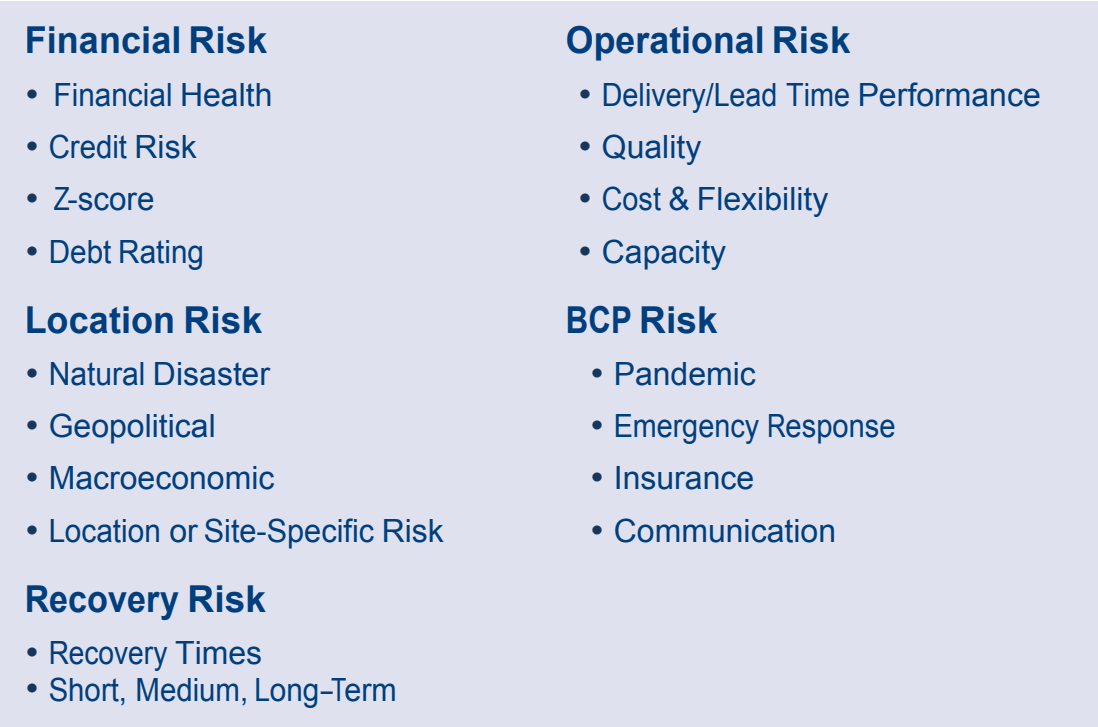 Financial Risk
• Financial Health
• Credit Risk
• Z-score
• Debt Rating
Operational Risk
• Delivery/Lead Time Performance
• Quality
• Cost & Flexibility
• Capacity
Location Risk
• Natural Disaster
• Geopolitical
• Macroeconomic
• Location or Site-Specific Risk
BCP Risk
• Pandemic
• Emergency Response
• Insurance
• Communication
Recovery Risk
• Recovery Times
• Short, Medium, Long–Term